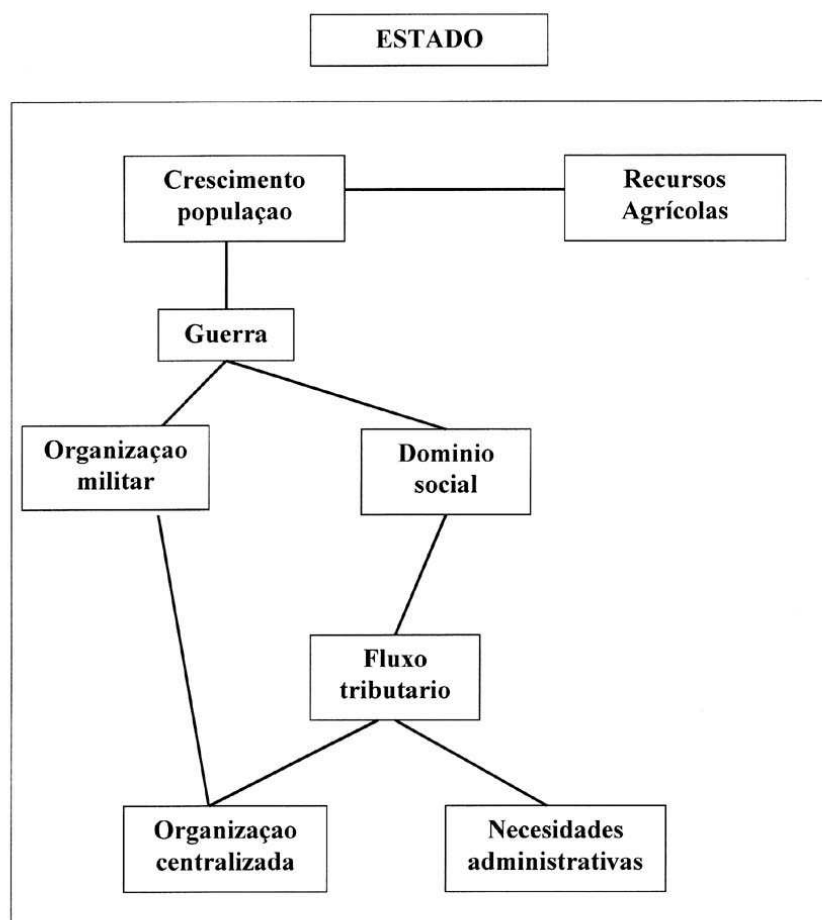 ESTADO
Crescimento
populaçao
Recursos
Agrícolas
Guerra
Organizaçao
militar
Dominio
social
Fluxo
tributario
Organizaçao
centralizada
Necesidades
administrativas